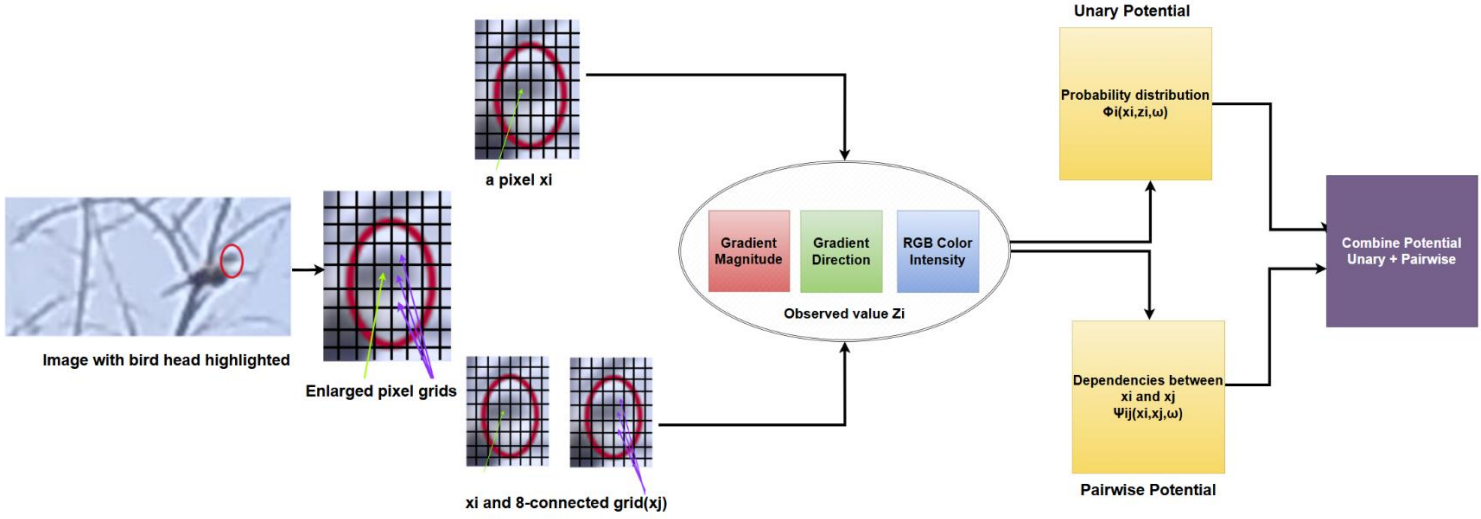 Unary Potential
Probability distribution
Φi(xi,zi,ω)
a pixel xi
Gradient
Magnitude
Gradient
Direction
RGB Color
Intensity
Observed value Zi
Combine Potential
Unary + Pairwise
Image with bird head highlighted
Enlarged pixel grids
Dependencies between
xi and xj
Ψij(xi,xj,ω)
xi and 8-connected grid(xj)
Pairwise Potential